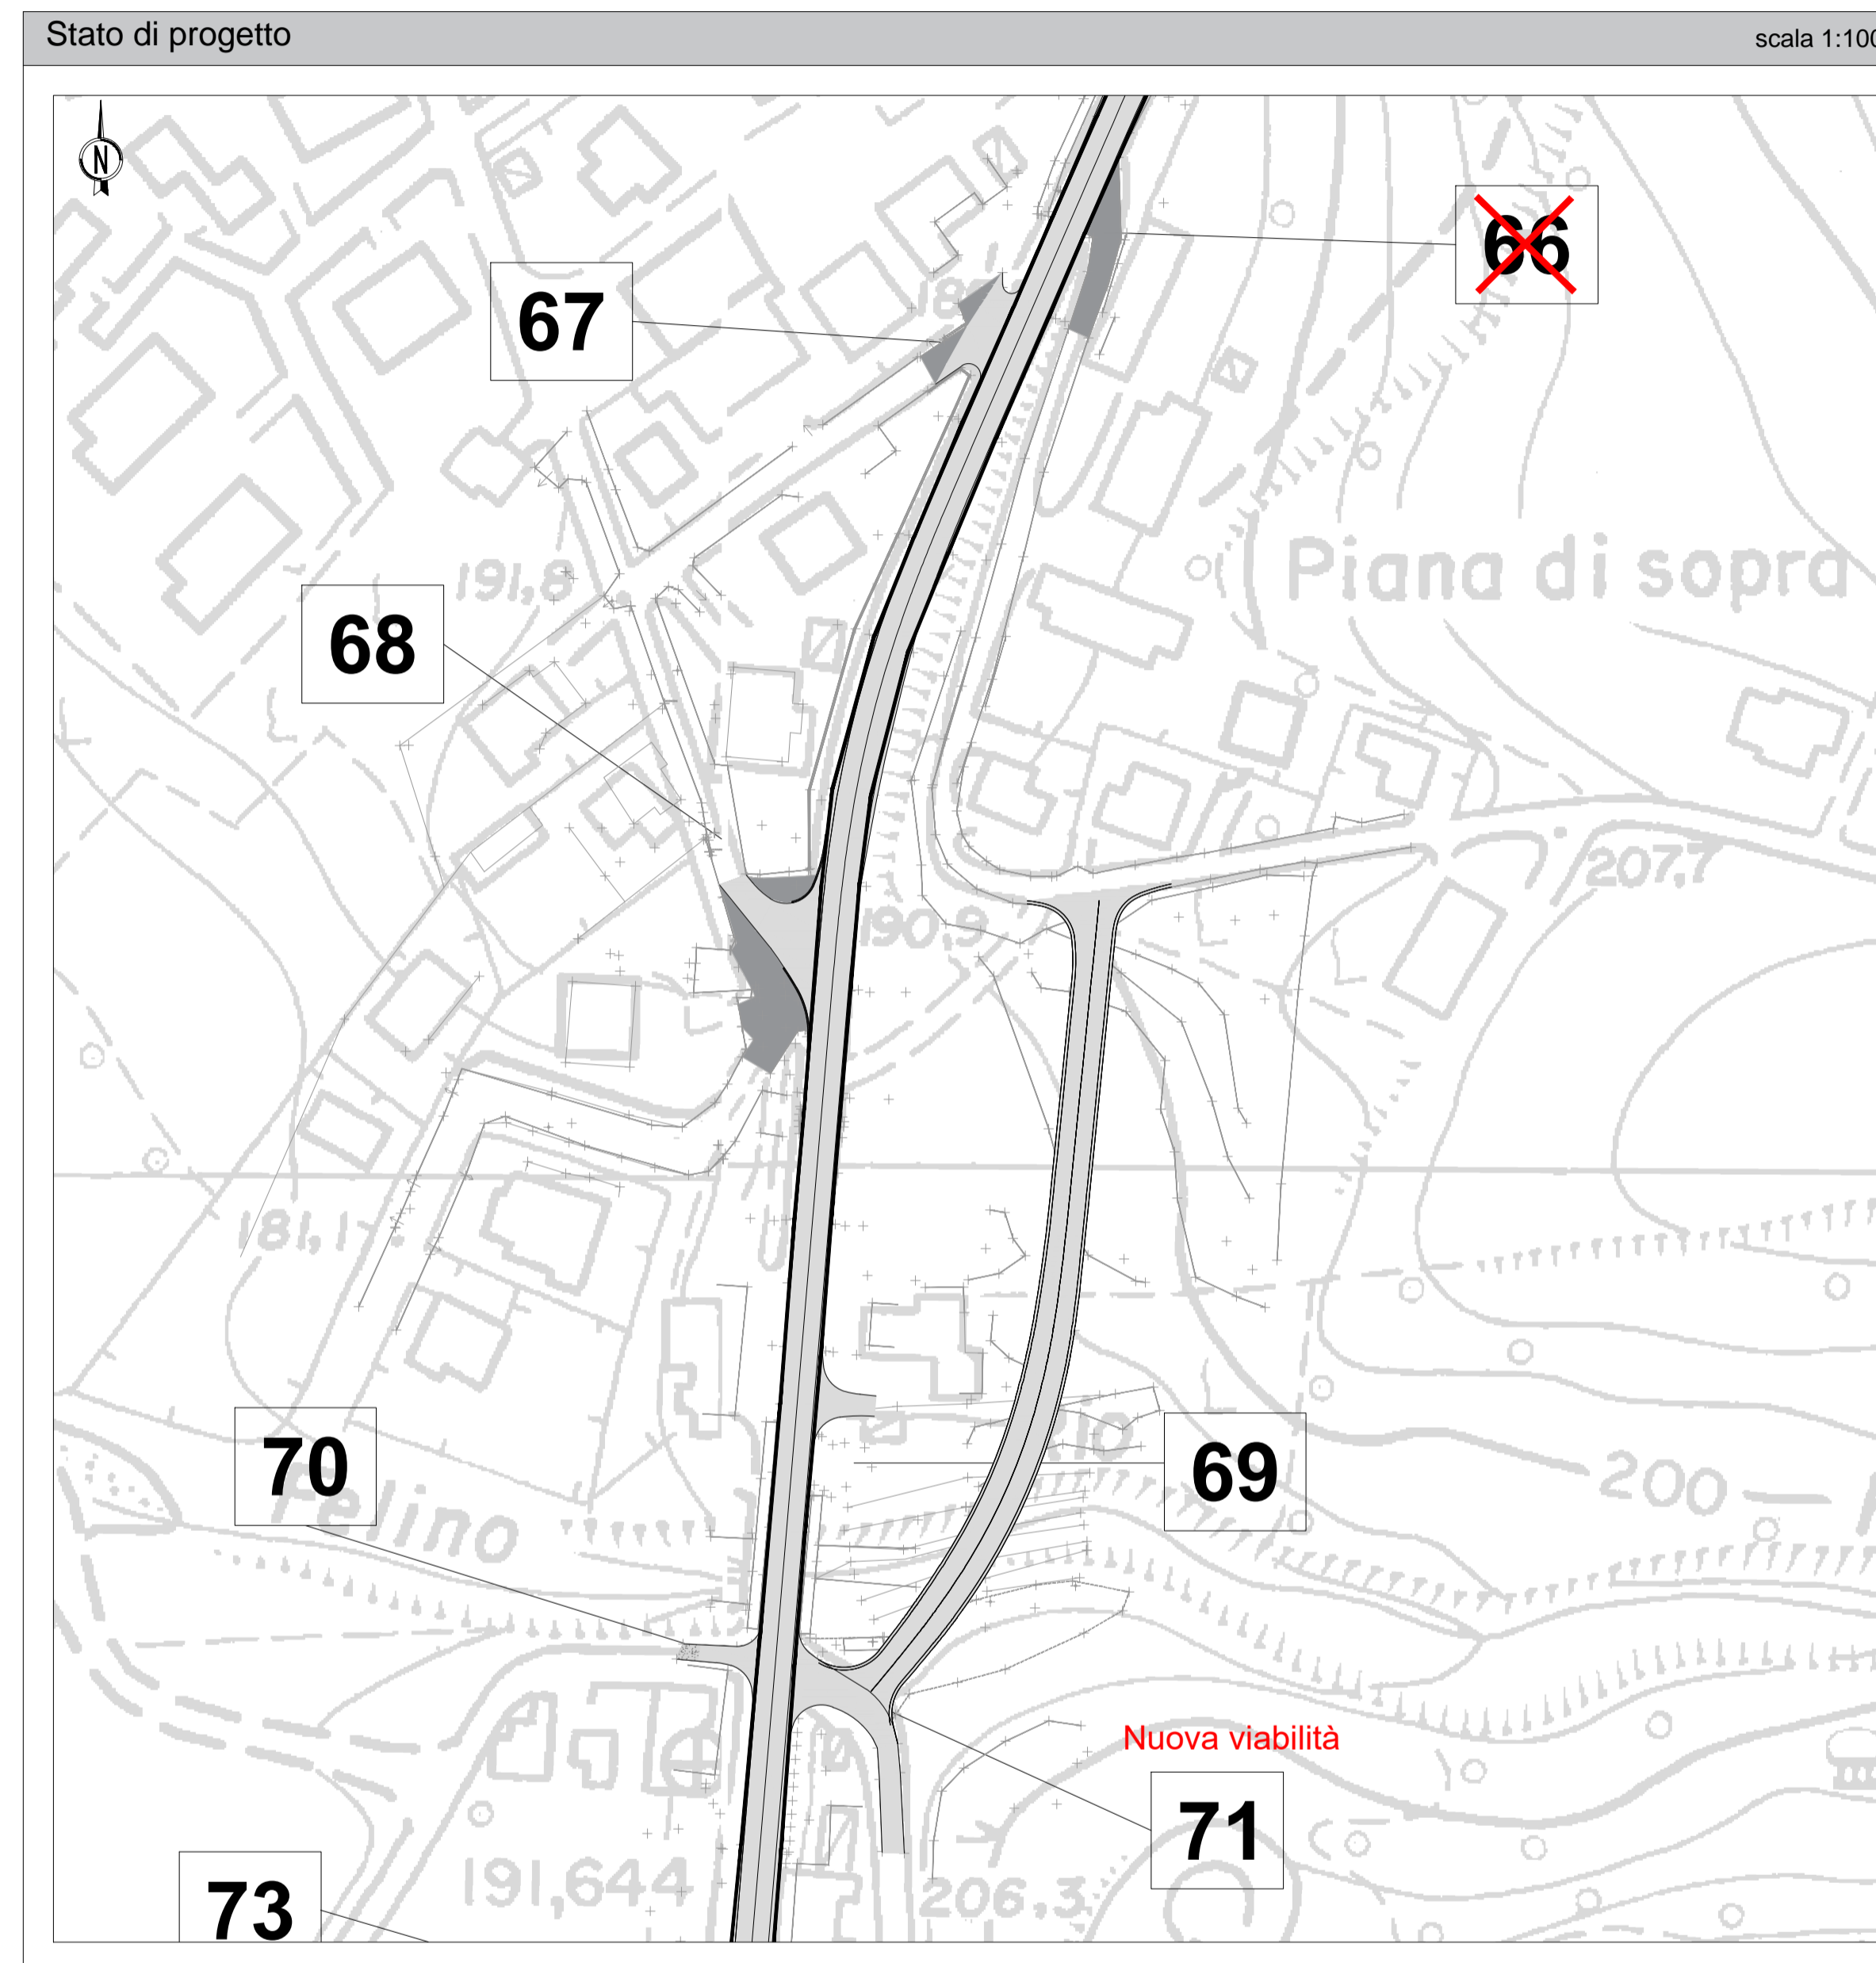 Stato di progetto
scala 1:100
N
66
67
191,8
Piana di sopra
68
207,7
190,9
181,1
70
69
Felino
200
Nuova viabilità
71
191,644
206,3
73